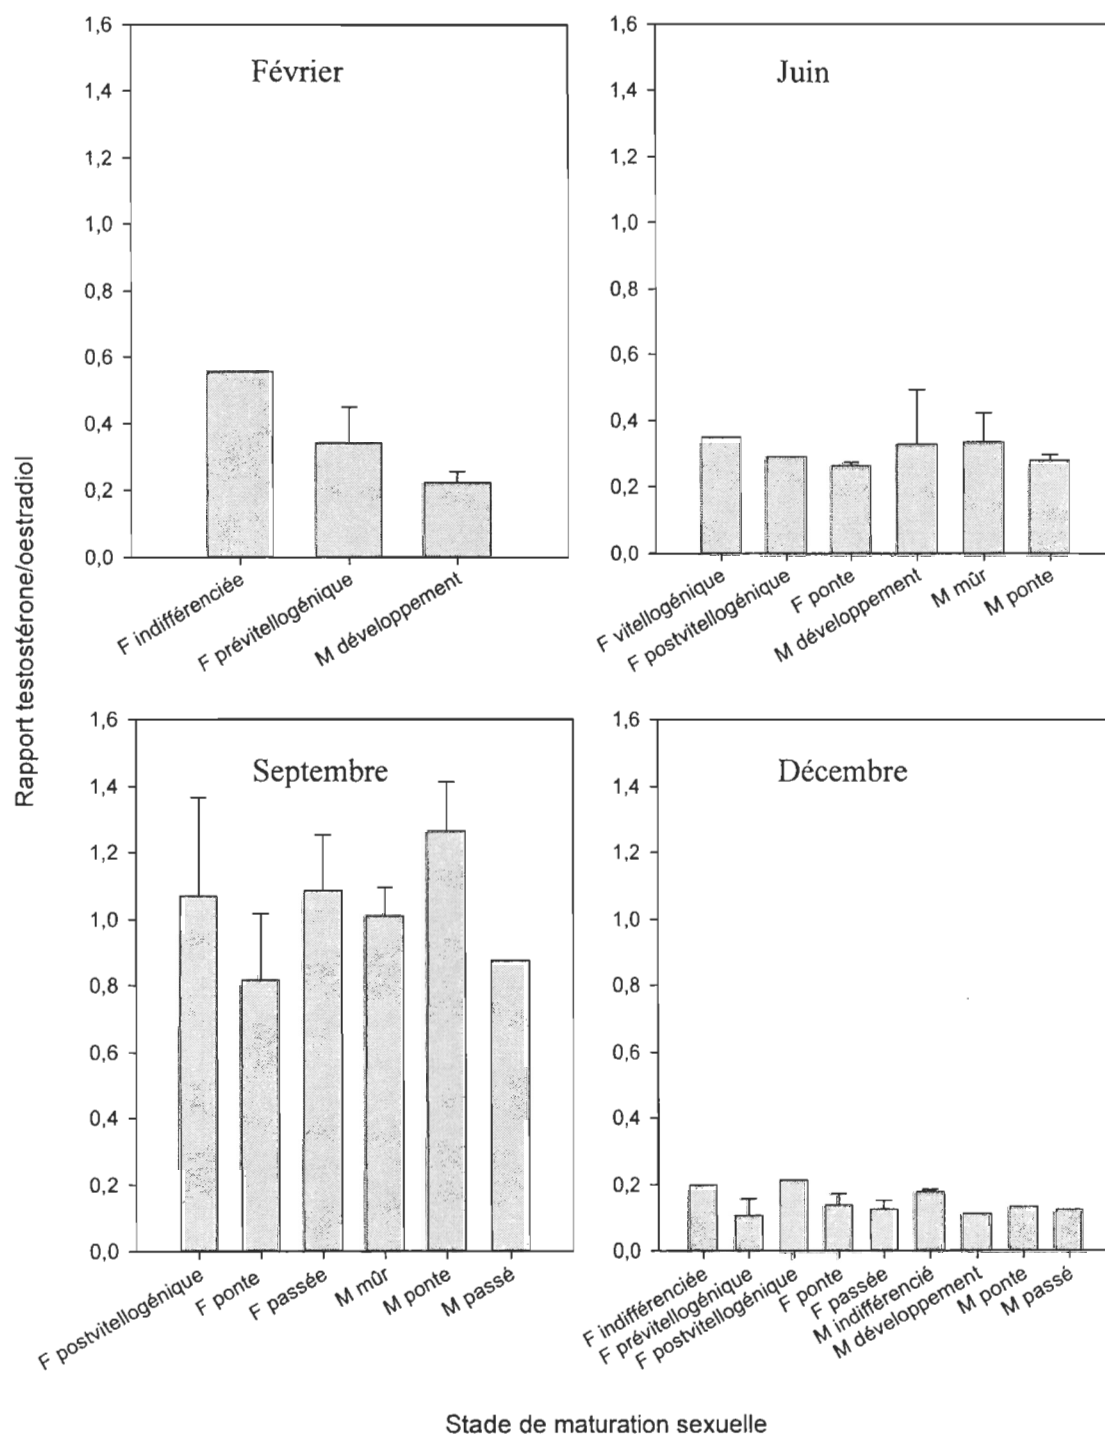 Rapport testostérone/oestradiol
Février
1,6
1,4
1,2
1,0
0,8
0,6
0,4
0,2
0,0
F indifférenciée
F prévitellogénique
M développement
Juin
1,6
1,4
1,2
1,0
0,8
0,6
0,4
0,2
0,0
F vitellogénique
F postvitellogénique
F ponte
M développement
M mûr
M ponte
Septembre
1,6
1,4
1,2
1,0
0,8
0,6
0,4
0,2
0,0
F postvitellogénique
F ponte
F passée
M mûr
M ponte
M passé
Décembre
1,6
1,4
1,2
1,0
0,8
0,6
0,4
0,2
0,0
F indifférenciée
F prévitellogénique
F postvitellogénique
F ponte
F passée
M indifférencié
M développement
M ponte
M passé
Stade de maturation sexuelle